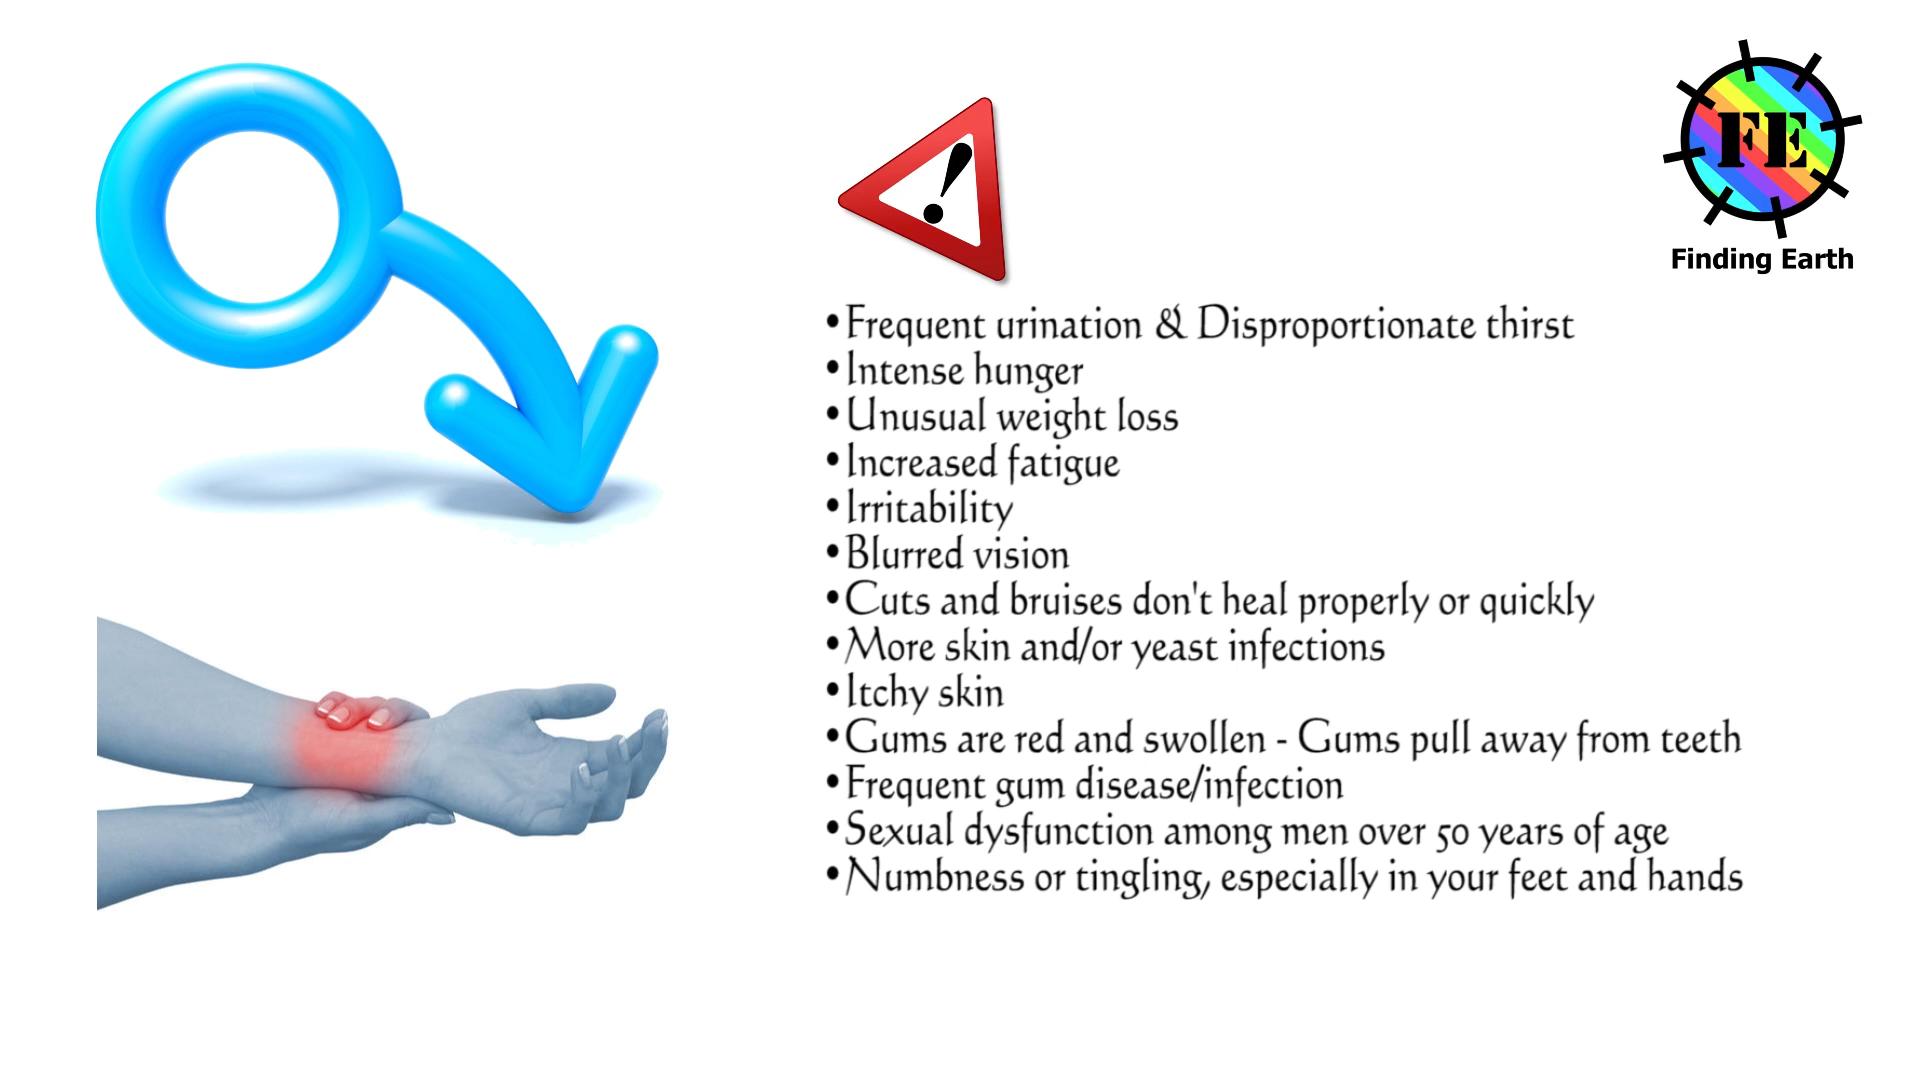 FE
Finding Earth
•Frequent urination & Disproportionate thirst
•Intense hunger
•Unusual weight loss
•Increased fatigue
•Irritability
•Blurred vision
•Cuts and bruises don't heal properly or quickly
•More skin and/or yeast infections
•Itchy skin
•Gums are red and swollen - Gums pull away from teeth
•Frequent gum disease/infection
•Sexual dysfunction among men over 50 years of age
•Numbness or tingling, especially in your feet and hands